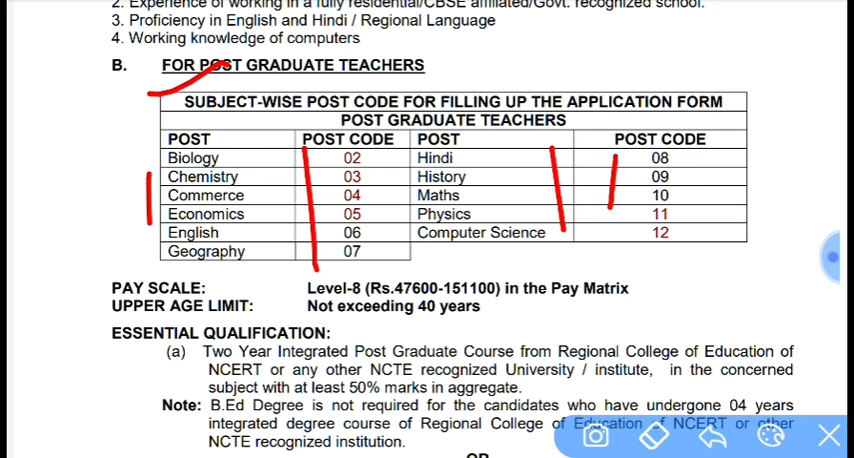 2. Experience of working in a fully residential/CBSE affiliated/Govt. recognized school.
3. Proficiency in English and Hindi / Regional Language
4. Working knowledge of computers
B. FOR POST GRADUATE TEACHERS
SUBJECT-WISE POST CODE FOR FILLING UP THE APPLICATION FORM
POST GRADUATE TEACHERS
POST POST CODE POST POST CODE
Biology 02 Hindi 08
Chemistry 03 History 09
Commerce 04 Maths 10
Economics 05 Physics 11
English 06 Computer Science 12
Geography 07
PAY SCALE: Level-8 (Rs.47600-151100) in the Pay Matrix
UPPER AGE LIMIT: Not exceeding 40 years
ESSENTIAL QUALIFICATION:
(a) Two Year Integrated Post Graduate Course from Regional College of Education of
NCERT or any other NCTE recognized University / institute, in the concerned
subject with at least 50% marks in aggregate.
Note: B.Ed Degree is not required for the candidates who have undergone 04 years
integrated degree course of Regional College of Education of NCERT or other
NCTE recognized institution.
OR